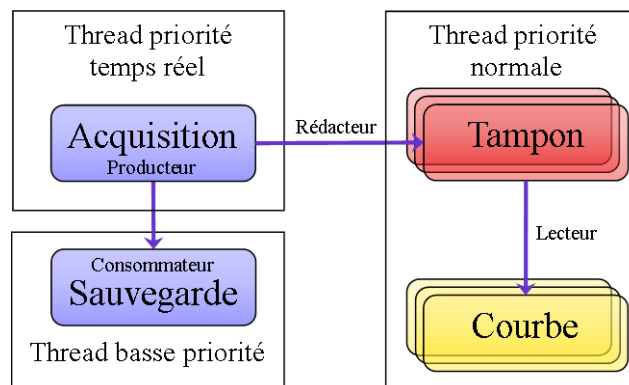 Thread priorité
temps réel
Acquisition
Producteur
Rédacteur
Thread priorité
normale
Tampon
Lecteur
Consommateur
Sauvegarde
Thread basse priorité
Courbe